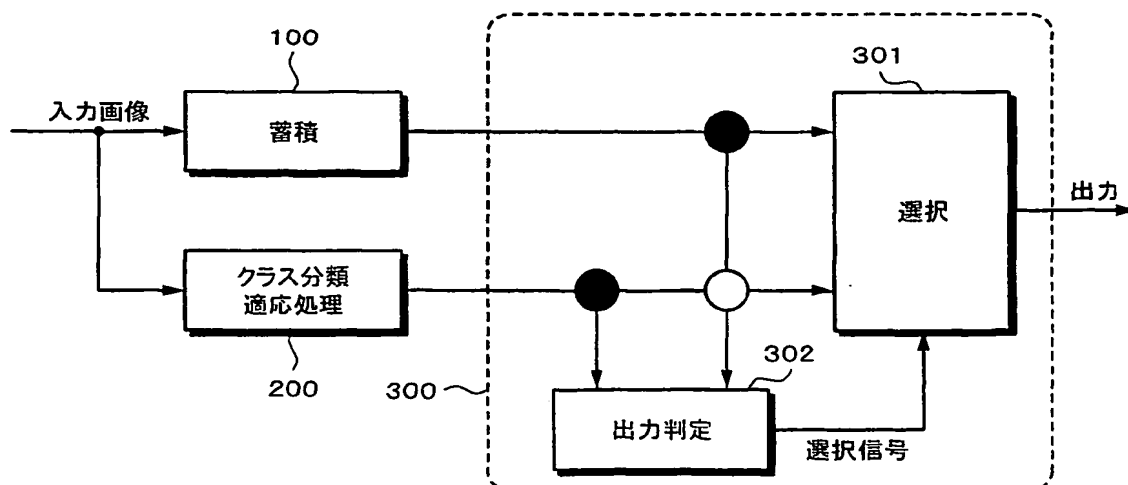 100
入力画像
蓄積
301
選択
出力
クラス分類
適応処理
200
300
302
出力判定
選択信号